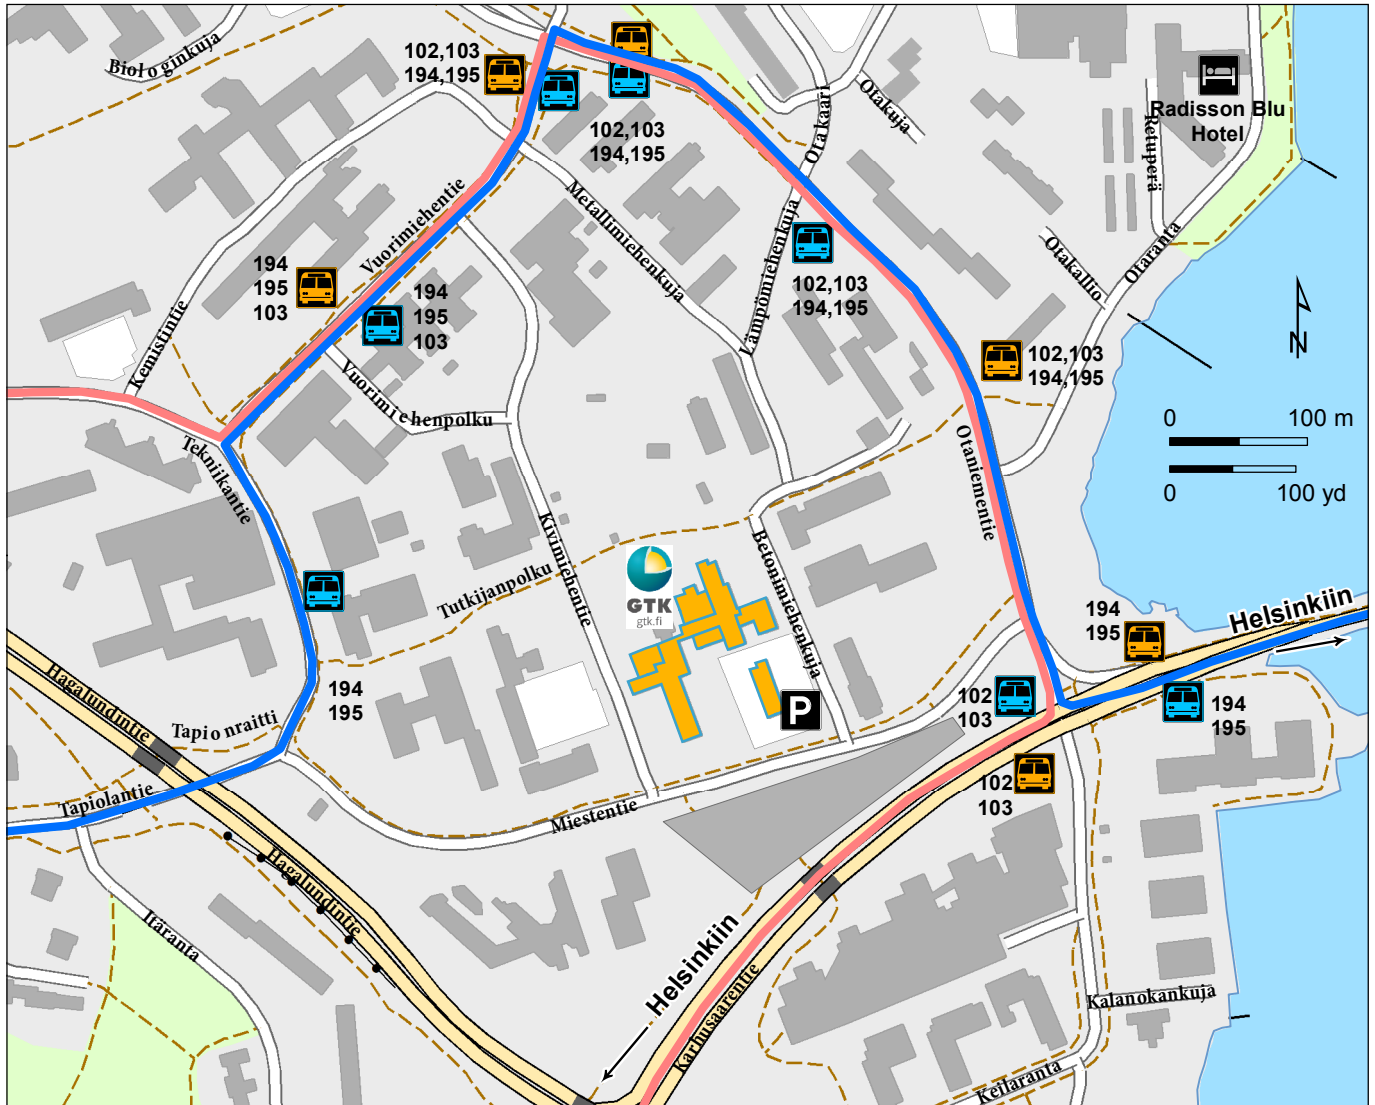 Biologinkuja
102,103
194,195
102,103
194,195
Otakaari
Otakuja
Radisson Blu
Hotel
Retuperä
Vuorimiehentie
Metallimiehenkuja
Lämpömiehenkuja
Otakallio
Otaranta
194
195
103
194
195
103
102,103
194,195
102,103
194,195
N
Kemistintie
Vuorimiehenpolku
0 100 m
0 100 yd
Tekniikantie
Otaniementie
Kivimiehentie
Betonimiehenkuja
Tutkijanpolku
GTK
gtk.fi
P
194
195
Helsinkiin
Hagalundintie
194
195
102
103
194
195
Tapionraitti
Tapiolantie
Miestentie
102
103
Hagalundintie
Itäranta
Helsinkiin
Karhusaarentie
Kalanokankuja
Keilaranta